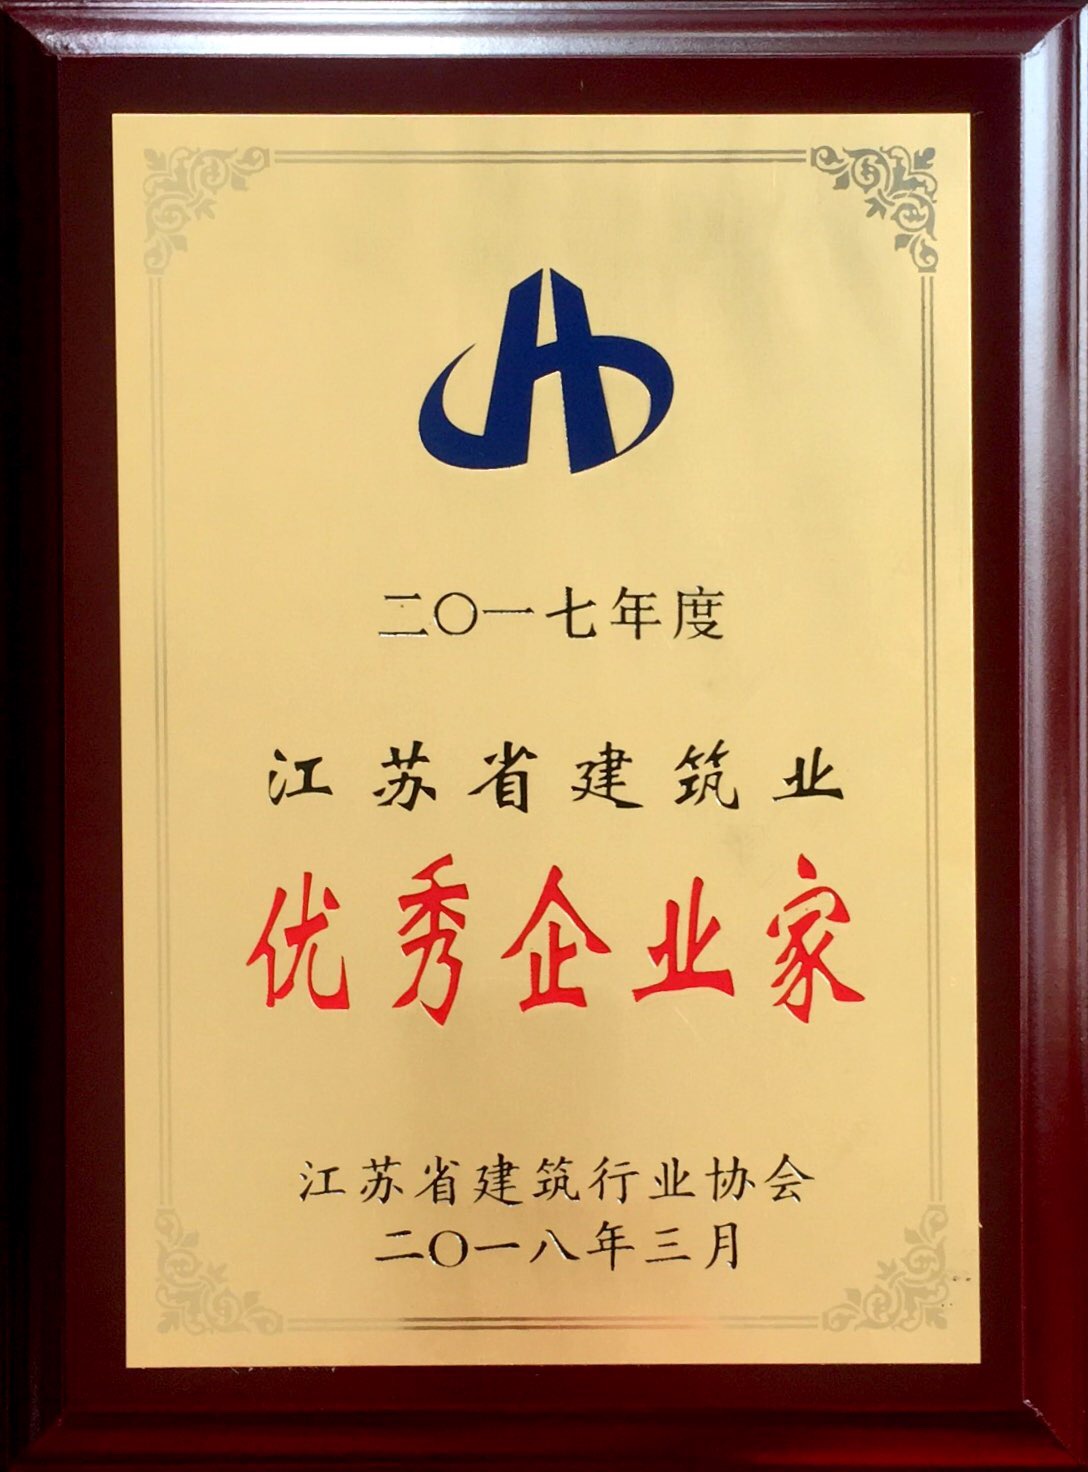 二〇一七年度
江苏省建筑业
优秀企业家
江苏省建筑行业协会
二〇一八年三月